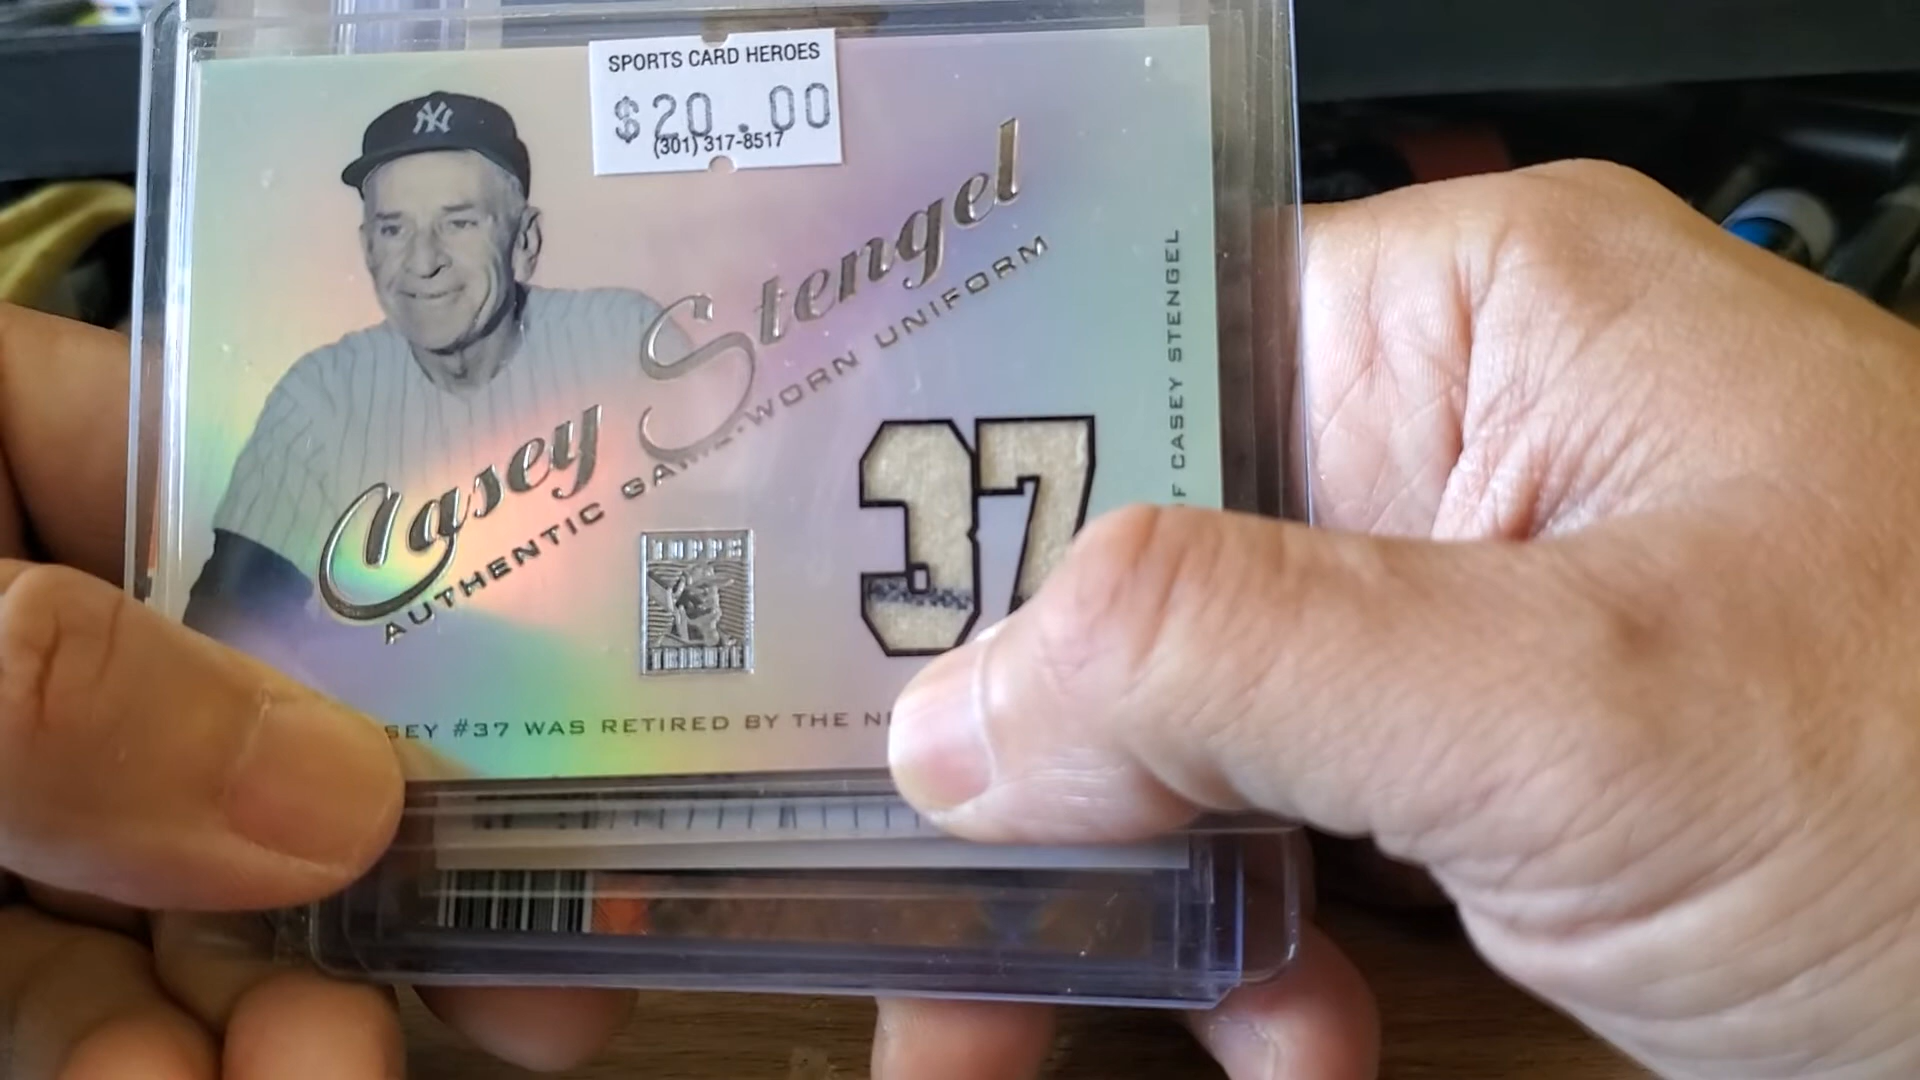 SPORTS CARD HEROES
$20.00
(301) 317-8517
NY
Casey Stengel
AUTHENTIC GAME-WORN UNIFORM
37
TOPPS
TRIBUTE
#37 WAS RETIRED BY THE
CASEY STENGEL